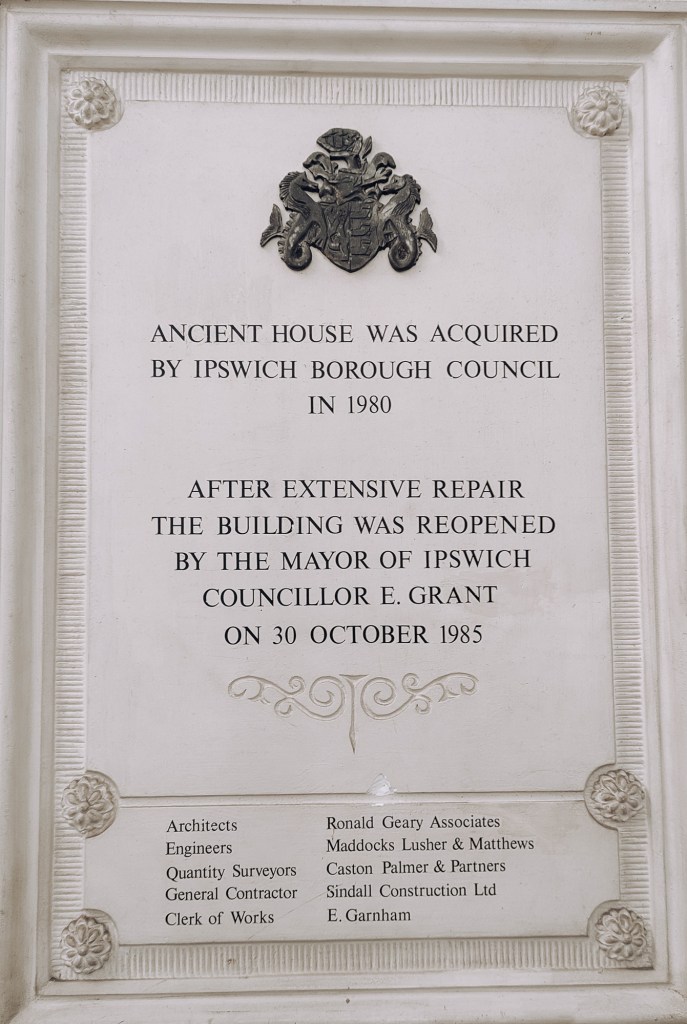 ANCIENT HOUSE WAS ACQUIRED
BY IPSWICH BOROUGH COUNCIL
IN 1980
AFTER EXTENSIVE REPAIR
THE BUILDING WAS REOPENED
BY THE MAYOR OF IPSWICH
COUNCILLOR E. GRANT
ON 30 OCTOBER 1985
Architects Ronald Geary Associates
Engineers Maddocks Lusher & Matthews
Quantity Surveyors Caston Palmer & Partners
General Contractor Sindall Construction Ltd
Clerk of Works E. Garnham